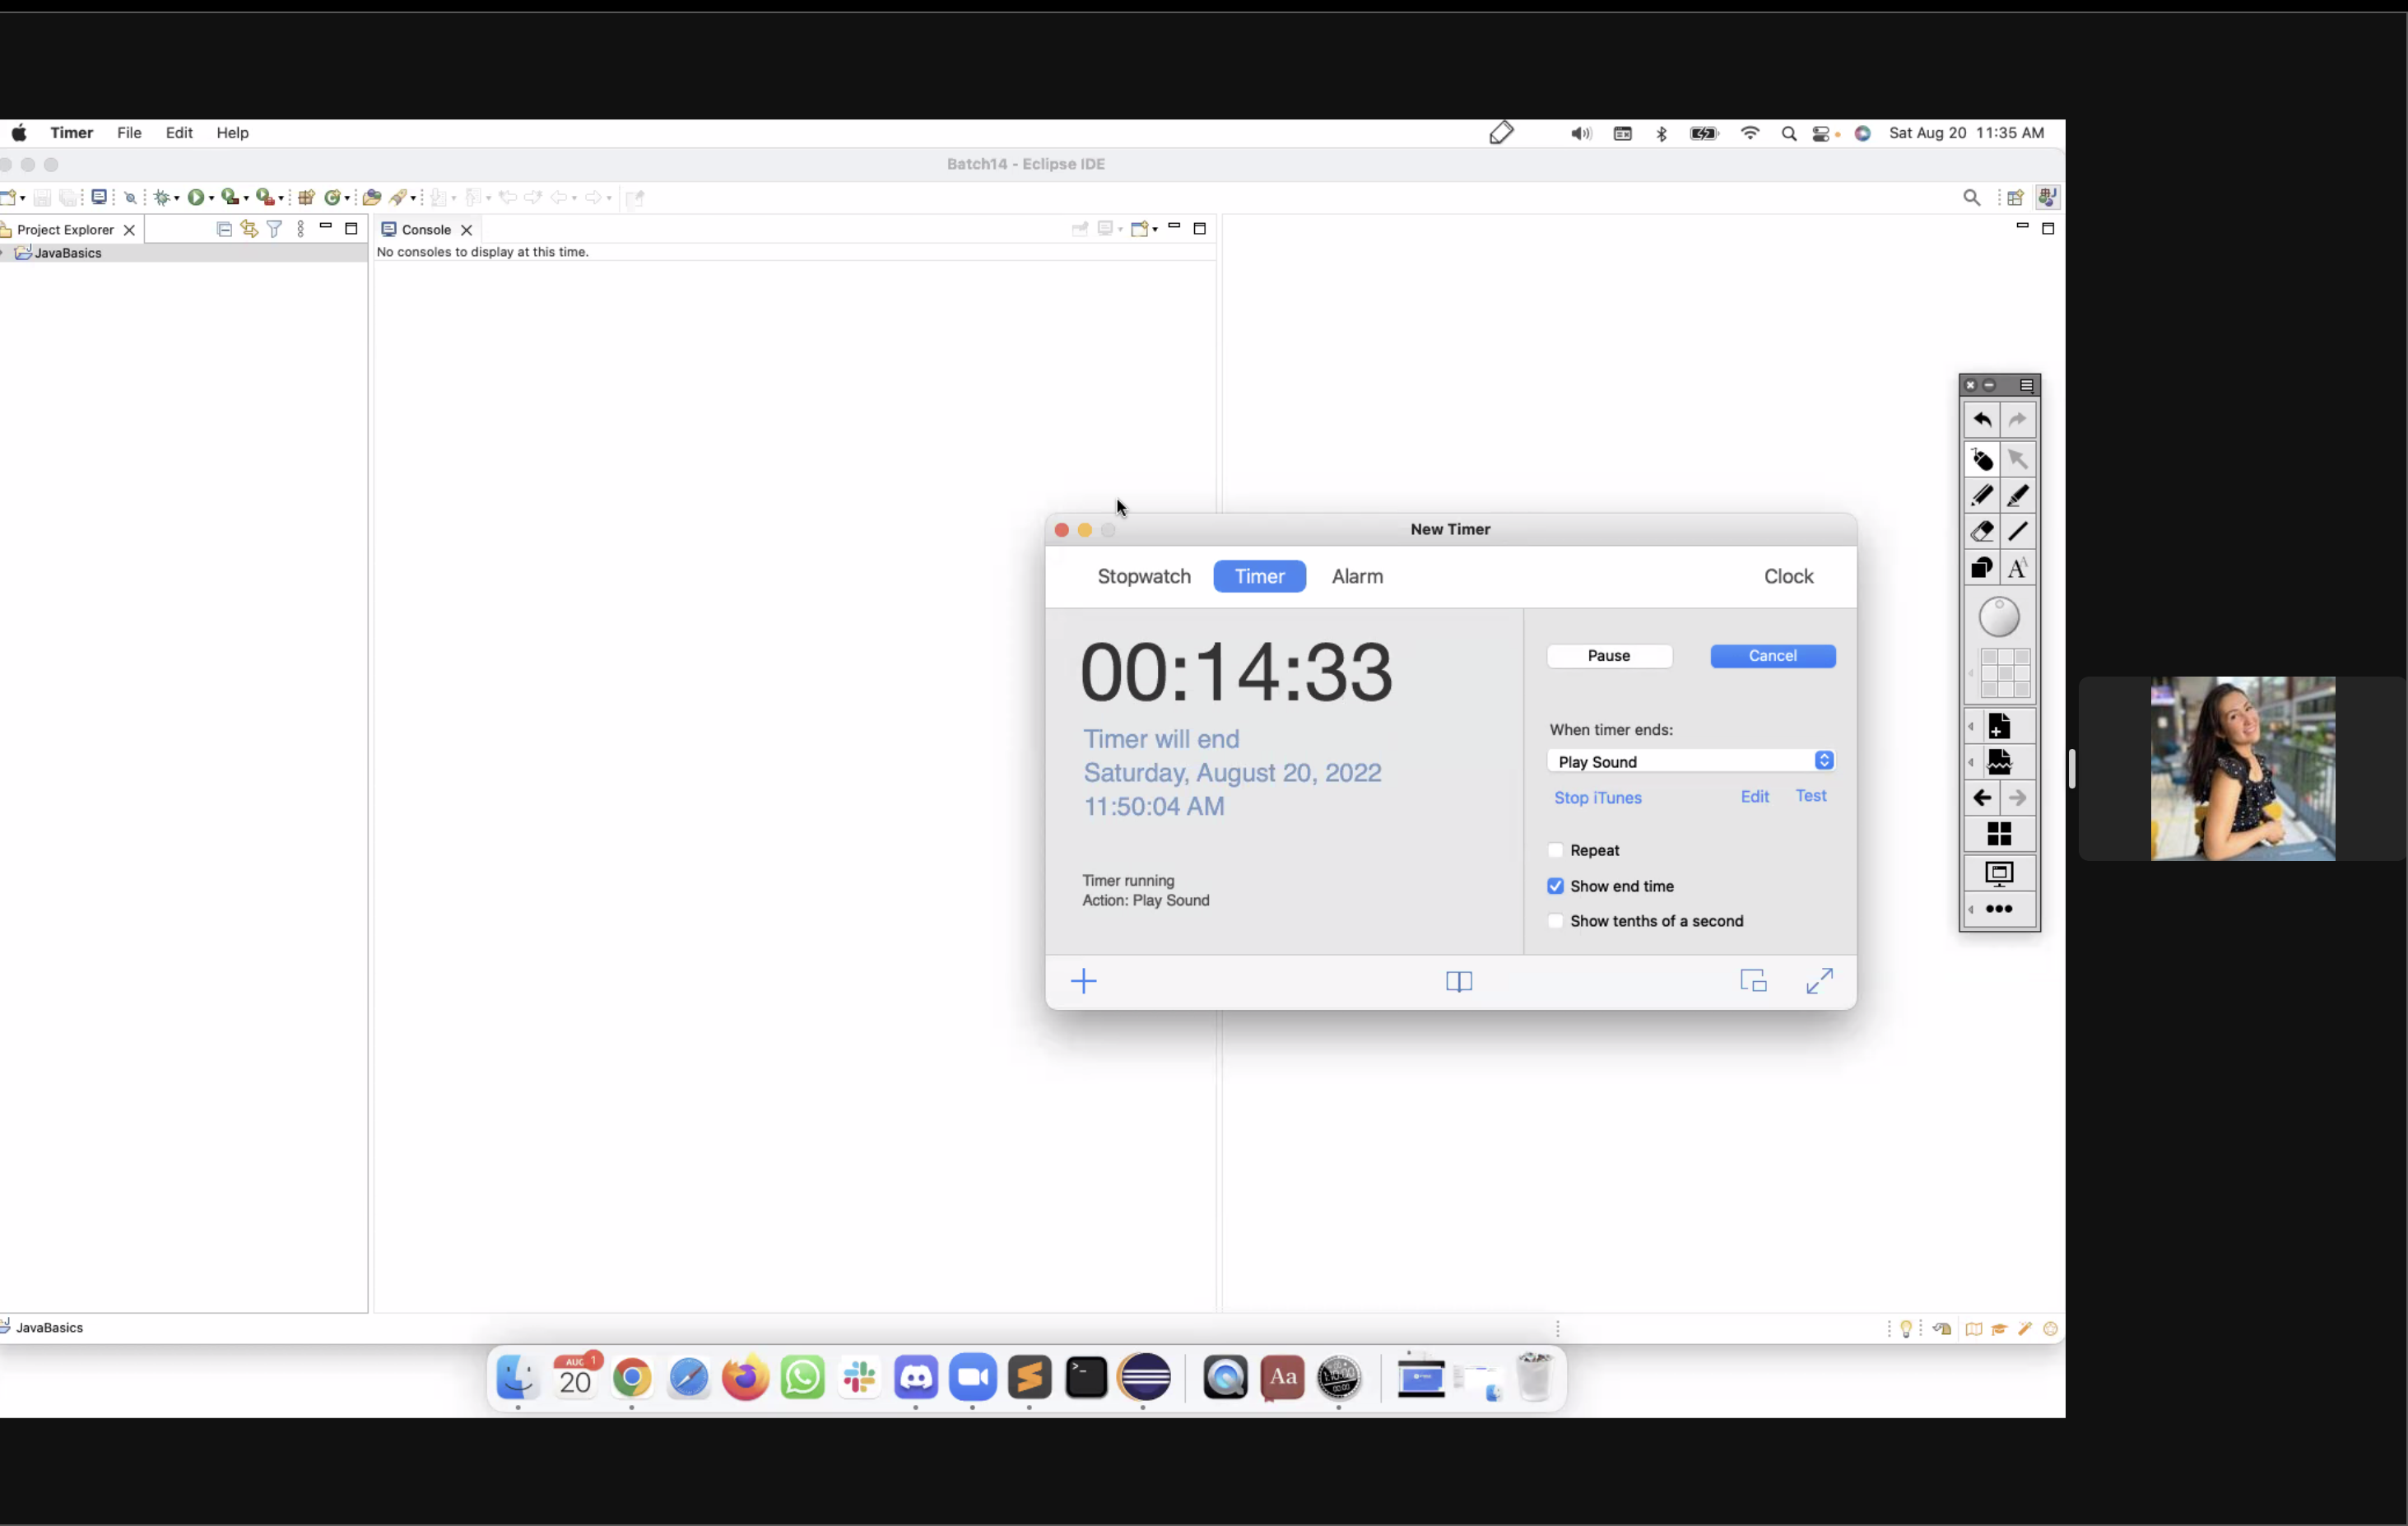 Timer File Edit Help Sat Aug 20 11:35 AM
Batch14 - Eclipse IDE
Project Explorer
Console
JavaBasics
No consoles to display at this time.
New Timer
Stopwatch Timer Alarm Clock
00:14:33
Pause Cancel
Timer will end
Saturday, August 20, 2022
11:50:04 AM
When timer ends:
Play Sound
Stop iTunes Edit Test
Repeat
Show end time
Show tenths of a second
Timer running
Action: Play Sound
A
JavaBasics
AUG 1
20
Aa